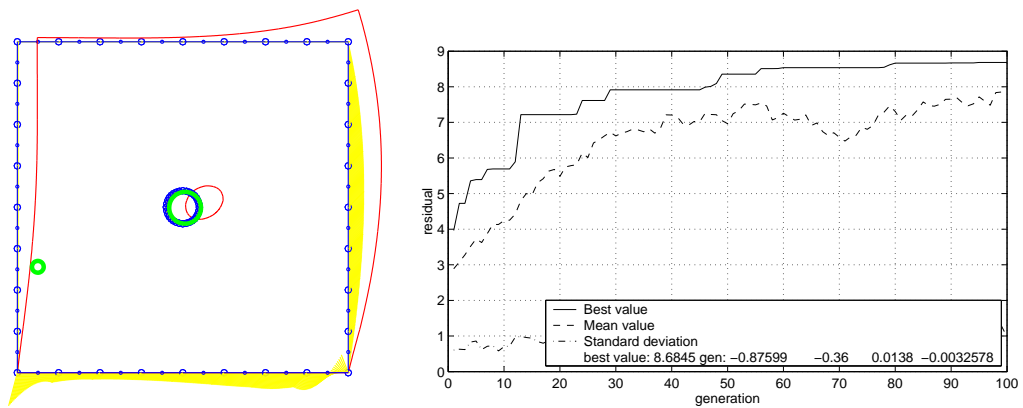 9
8
7
6
5
4
3
2
1
0
residual
Best value
Mean value
Standard deviation
best value: 8.6845 gen: −0.87599 −0.36 0.0138 −0.0032578
0 10 20 30 40 50 60 70 80 90 100
generation